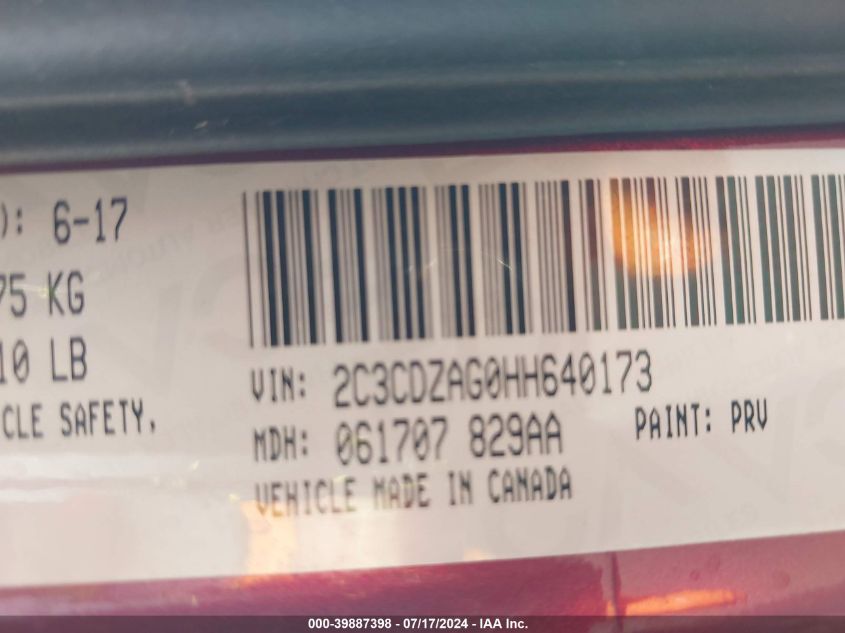 ): 6-17
75 KG
10 LB
CLE SAFETY,
VIN: 2C3CDZAG0HH640173
MDH: 061707 829AA
PAINT: PRV
VEHICLE MADE IN CANADA
000-39887398 - 07/17/2024 - IAA Inc.